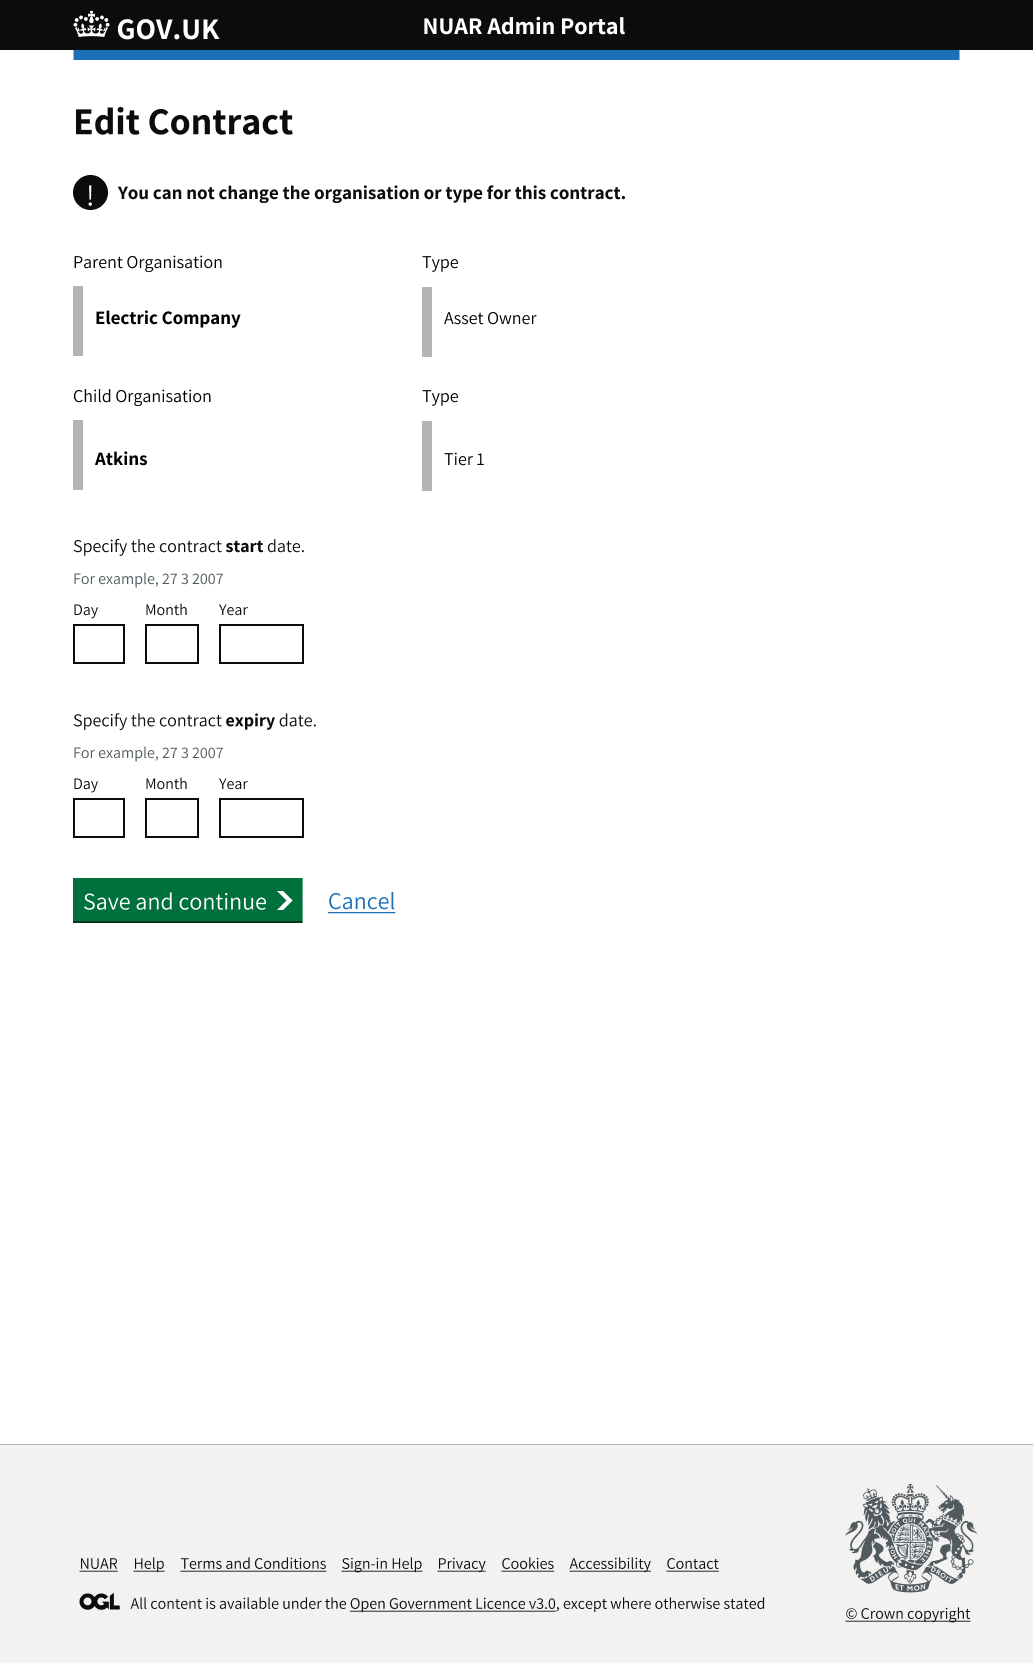 GOV.UK
NUAR Admin Portal
Edit Contract
! You can not change the organisation or type for this contract.
Parent Organisation
Type
Electric Company
Asset Owner
Child Organisation
Type
Atkins
Tier 1
Specify the contract start date.
For example, 27 3 2007
Day Month Year
Specify the contract expiry date.
For example, 27 3 2007
Day Month Year
Save and continue
Cancel
NUAR Help Terms and Conditions Sign-in Help Privacy Cookies Accessibility Contact
OGL All content is available under the Open Government Licence v3.0, except where otherwise stated
DIEU ET MON DROIT
© Crown copyright